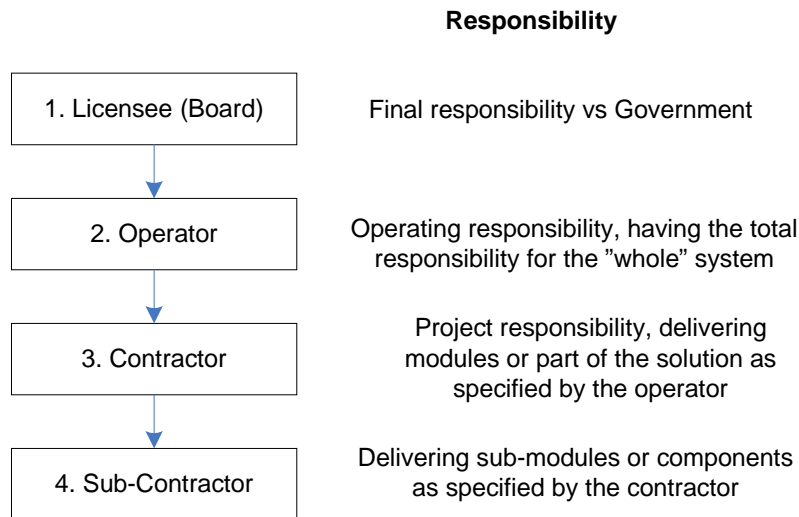 Responsibility
1. Licensee (Board)
Final responsibility vs Government
2. Operator
Operating responsibility, having the total
responsibility for the ”whole” system
3. Contractor
Project responsibility, delivering
modules or part of the solution as
specified by the operator
4. Sub-Contractor
Delivering sub-modules or components
as specified by the contractor